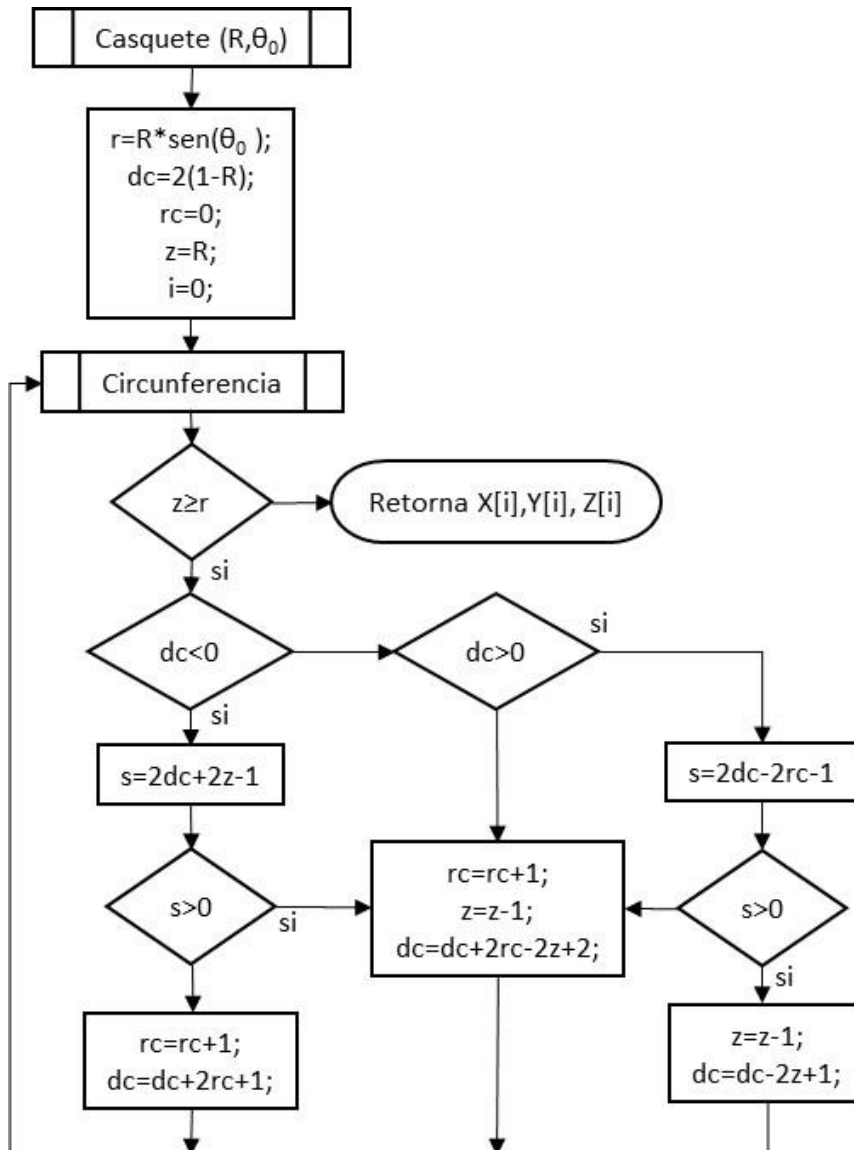 Casquete (R,θ_0)
r=R*sen(θ_0 );
dc=2(1-R);
rc=0;
z=R;
i=0;
Circunferencia
z≥r
Retorna X[i],Y[i], Z[i]
si
dc<0
dc>0
si
si
s=2dc+2z-1
s=2dc-2rc-1
s>0
si
rc=rc+1;
z=z-1;
dc=dc+2rc-2z+2;
s>0
si
rc=rc+1;
dc=dc+2rc+1;
z=z-1;
dc=dc-2z+1;